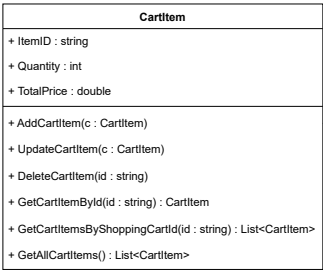 CartItem
+ ItemID : string
+ Quantity : int
+ TotalPrice : double
+ AddCartItem(c : CartItem)
+ UpdateCartItem(c : CartItem)
+ DeleteCartItem(id : string)
+ GetCartItemById(id : string) : CartItem
+ GetCartItemsByShoppingCartId(id : string) : List<CartItem>
+ GetAllCartItems() : List<CartItem>